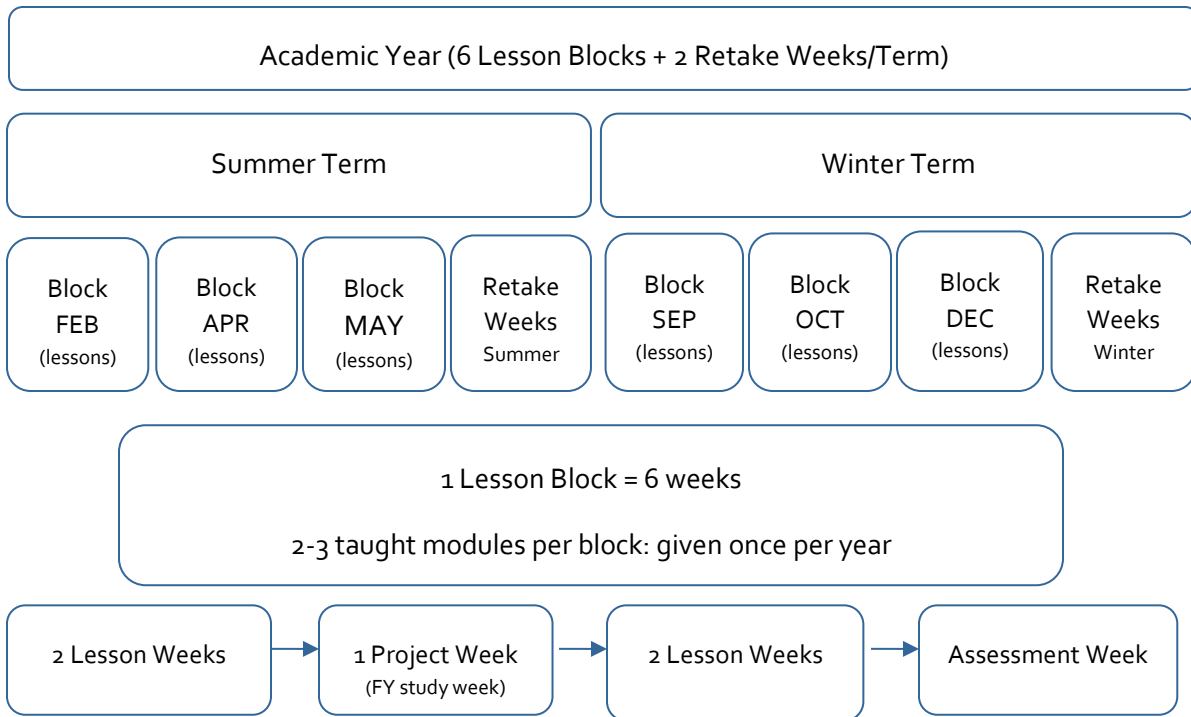 Academic Year (6 Lesson Blocks + 2 Retake Weeks/Term)
Summer Term
Winter Term
Block
FEB
(lessons)
Block
APR
(lessons)
Block
MAY
(lessons)
Retake
Weeks
Summer
Block
SEP
(lessons)
Block
OCT
(lessons)
Block
DEC
(lessons)
Retake
Weeks
Winter
1 Lesson Block = 6 weeks
2-3 taught modules per block: given once per year
2 Lesson Weeks
1 Project Week
(FY study week)
2 Lesson Weeks
Assessment Week